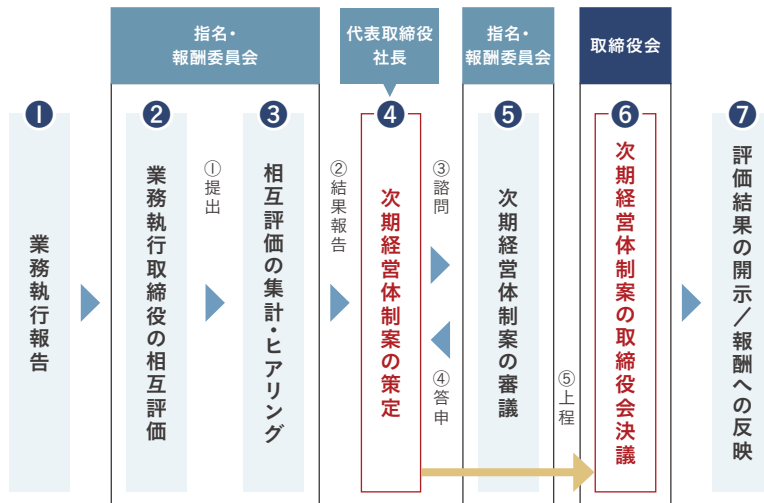 指名・
報酬委員会
代表取締役
社長
指名・
報酬委員会
取締役会
1
業務執行報告
2
業務執行取締役の相互評価
①提出
3
相互評価の集計・ヒアリング
②結果報告
4
次期経営体制案の策定
③諮問
④答申
5
次期経営体制案の審議
⑤上程
6
次期経営体制案の取締役会決議
7
評価結果の開示／報酬への反映